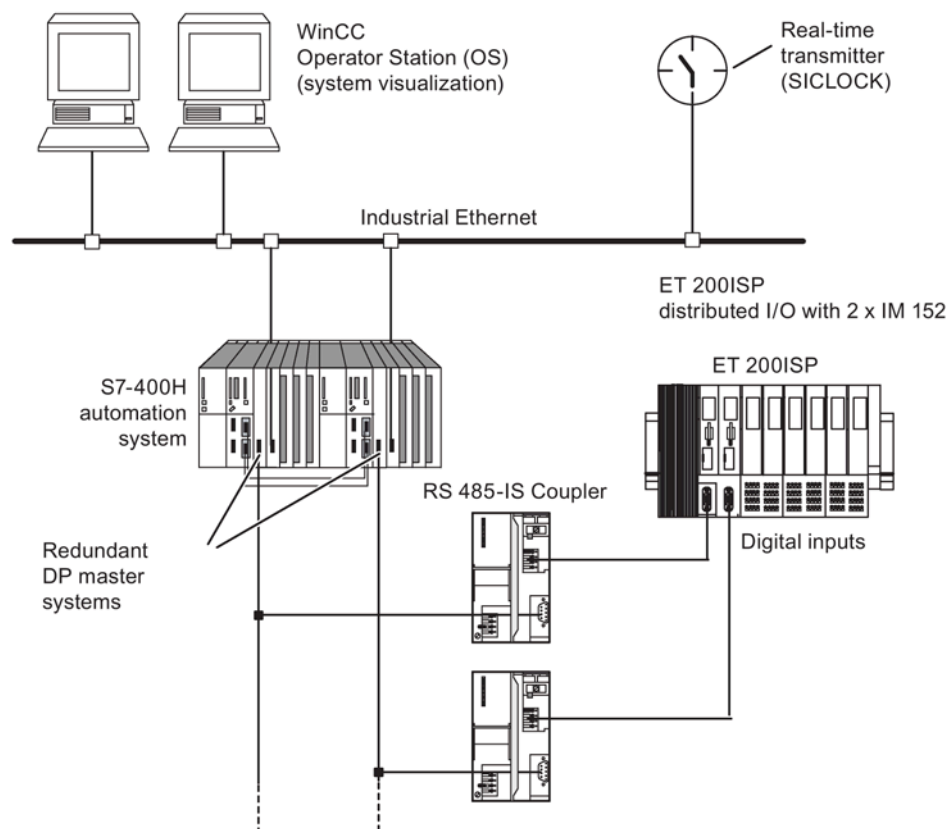 WinCC
Operator Station (OS)
(system visualization)
Real-time
transmitter
(SICLOCK)
Industrial Ethernet
ET 200ISP
distributed I/O with 2 x IM 152
ET 200ISP
S7-400H
automation
system
RS 485-IS Coupler
Digital inputs
Redundant
DP master
systems